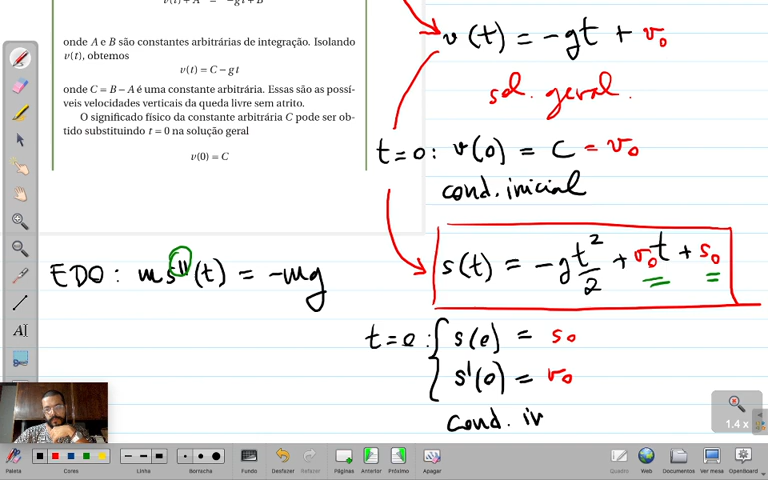 v(t) + A = −gt + B
onde A e B são constantes arbitrárias de integração. Isolando
v(t), obtemos
v(t) = C − gt
onde C = B − A é uma constante arbitrária. Essas são as possí-
veis velocidades verticais da queda livre sem atrito.
O significado físico da constante arbitrária C pode ser ob-
tido substituindo t = 0 na solução geral
v(0) = C
v(t) = −gt + v₀
sol. geral.
t=0: v(0) = C = v₀
cond. inicial
EDO: ms''(t) = −mg
s(t) = −gt²/2 + v₀t + s₀
t=0: s(0) = s₀
s'(0) = v₀
cond. in
1.4 x
Paleta Cores Linha Borracha Fundo Desfazer Refazer Páginas Anterior Próximo Apagar Quadro Web Documentos Ver mesa OpenBoard